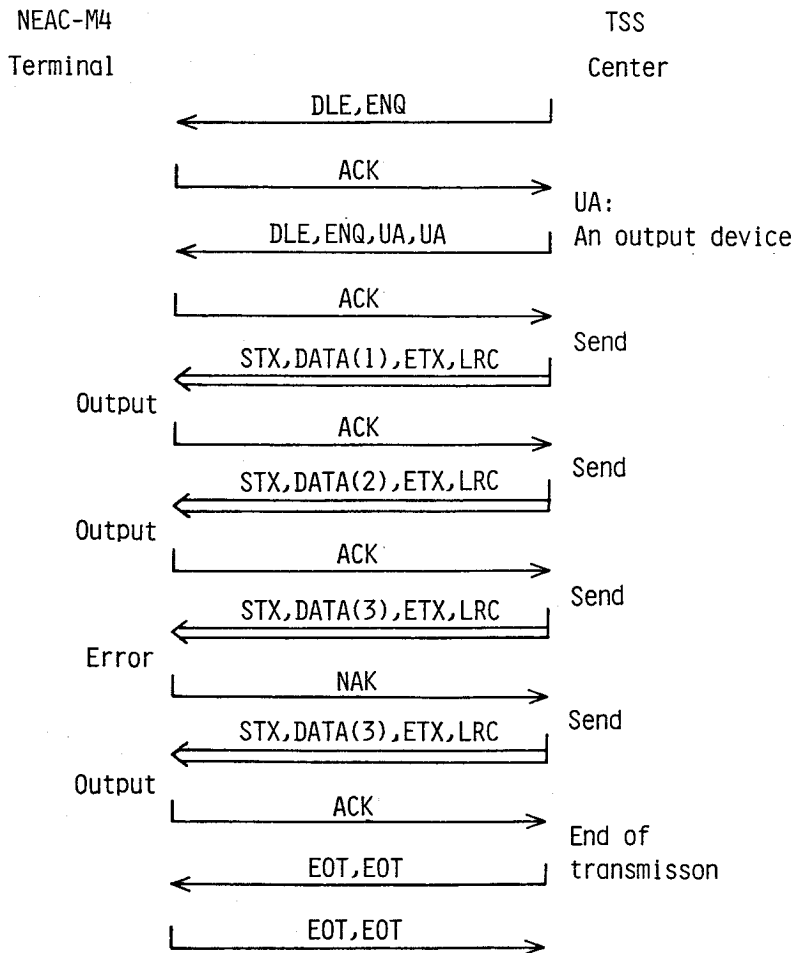 NEAC-M4 TSS
Terminal Center
DLE,ENQ
ACK
UA:
An output device
DLE,ENQ,UA,UA
ACK
Send
STX,DATA(1),ETX,LRC
Output
ACK
Send
STX,DATA(2),ETX,LRC
Output
ACK
Send
STX,DATA(3),ETX,LRC
Error
NAK
Send
STX,DATA(3),ETX,LRC
Output
ACK
End of
transmisson
EOT,EOT
EOT,EOT